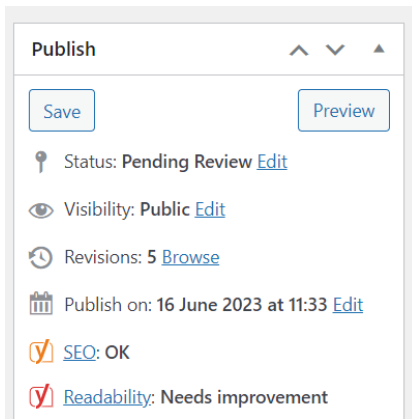 Publish
Save Preview
Status: Pending Review Edit
Visibility: Public Edit
Revisions: 5 Browse
Publish on: 16 June 2023 at 11:33 Edit
SEO: OK
Readability: Needs improvement